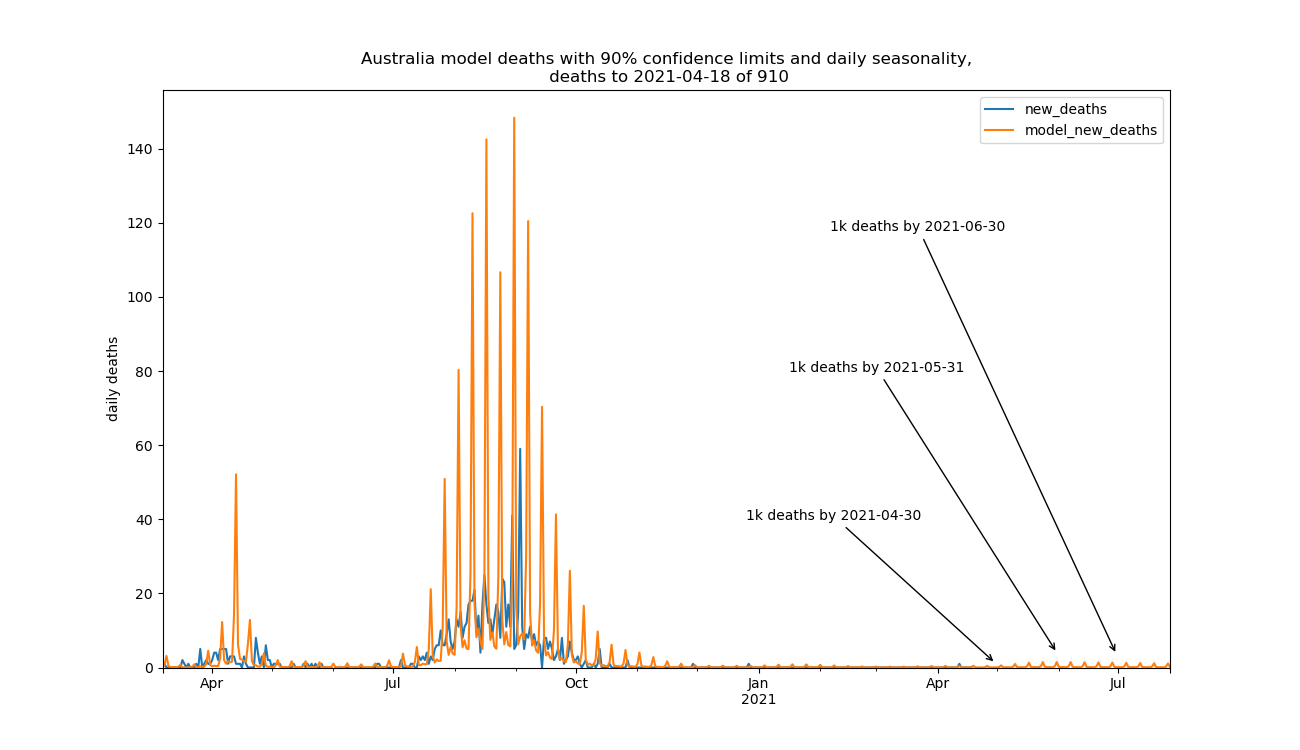 Australia model deaths with 90% confidence limits and daily seasonality,
deaths to 2021-04-18 of 910
new_deaths
model_new_deaths
daily deaths
140
120
100
80
60
40
20
0
1k deaths by 2021-06-30
1k deaths by 2021-05-31
1k deaths by 2021-04-30
Apr
Jul
Oct
Jan
2021
Apr
Jul